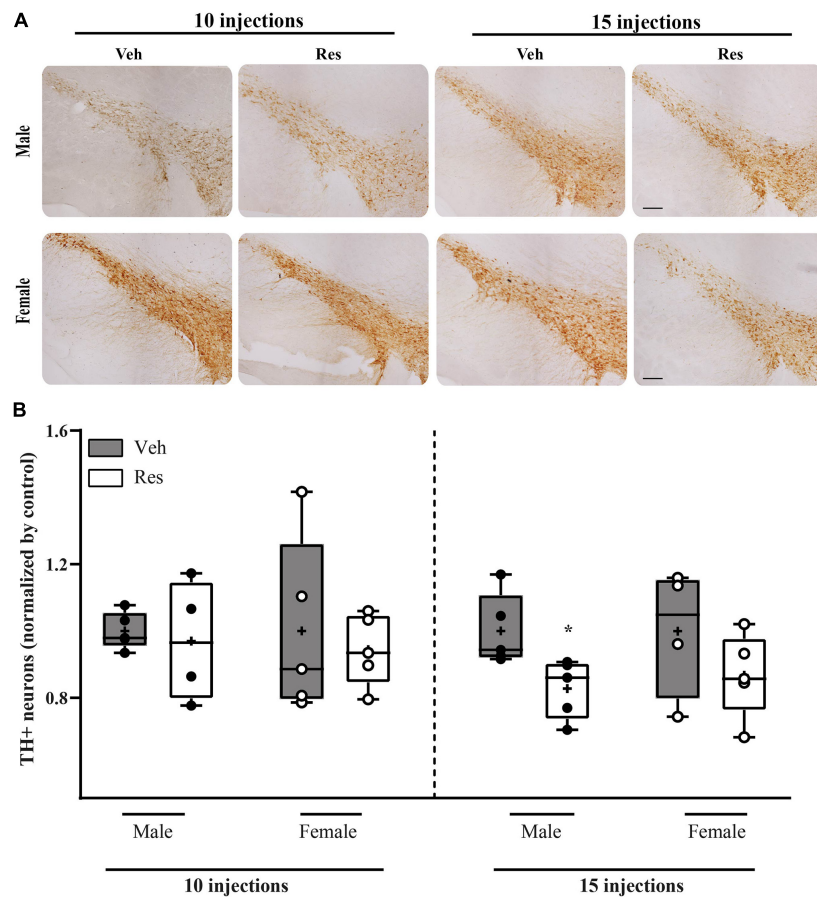 A
10 injections
15 injections
Veh
Res
Veh
Res
Male
Female
B
TH+ neurons (normalized by control)
1.6
1.2
0.8
Veh
Res
*
Male
Female
Male
Female
10 injections
15 injections